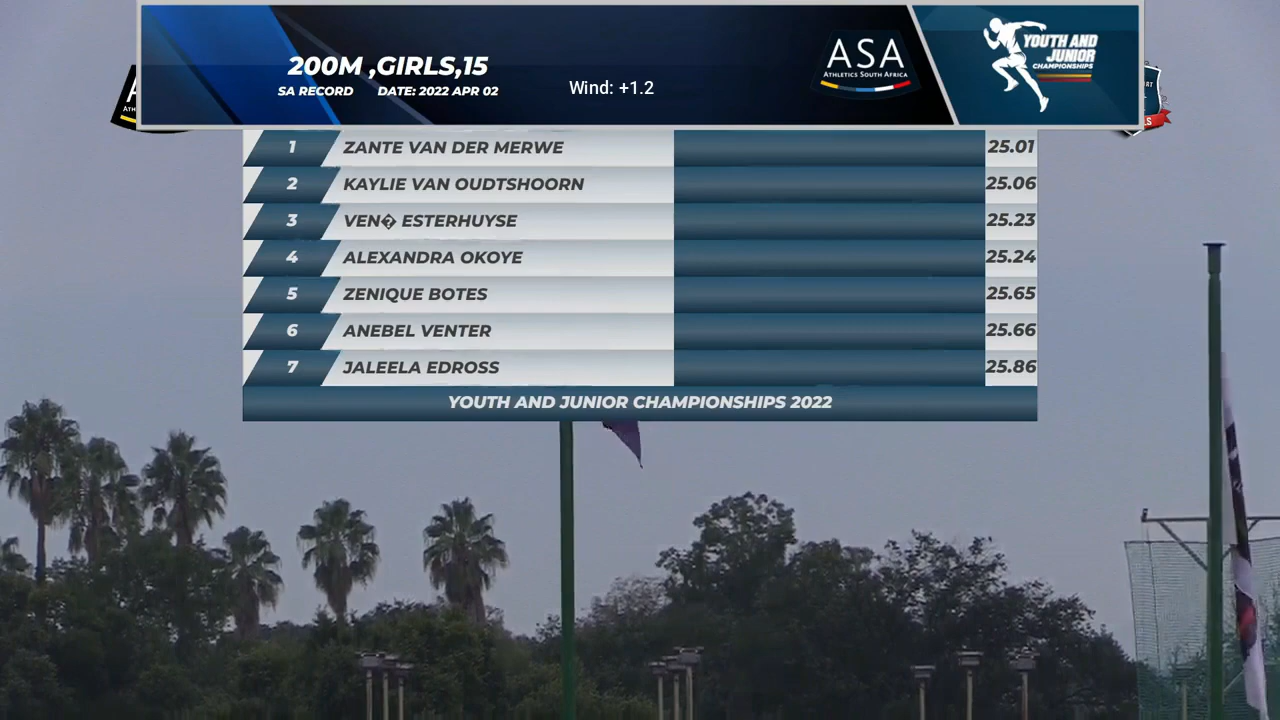 200M ,GIRLS,15
SA RECORD DATE: 2022 APR 02
Wind: +1.2
ASA
ATHLETICS SOUTH AFRICA
YOUTH AND
JUNIOR
CHAMPIONSHIPS
1 ZANTE VAN DER MERWE 25.01
2 KAYLIE VAN OUDTSHOORN 25.06
3 VEN� ESTERHUYSE 25.23
4 ALEXANDRA OKOYE 25.24
5 ZENIQUE BOTES 25.65
6 ANEBEL VENTER 25.66
7 JALEELA EDROSS 25.86
YOUTH AND JUNIOR CHAMPIONSHIPS 2022